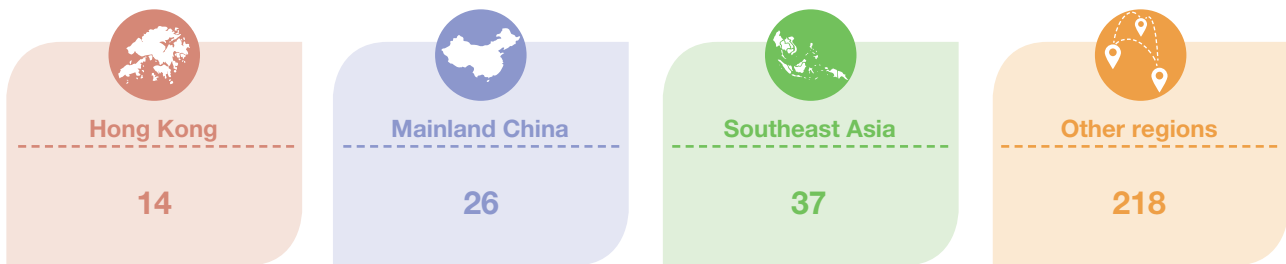 Hong Kong
14
Mainland China
26
Southeast Asia
37
Other regions
218